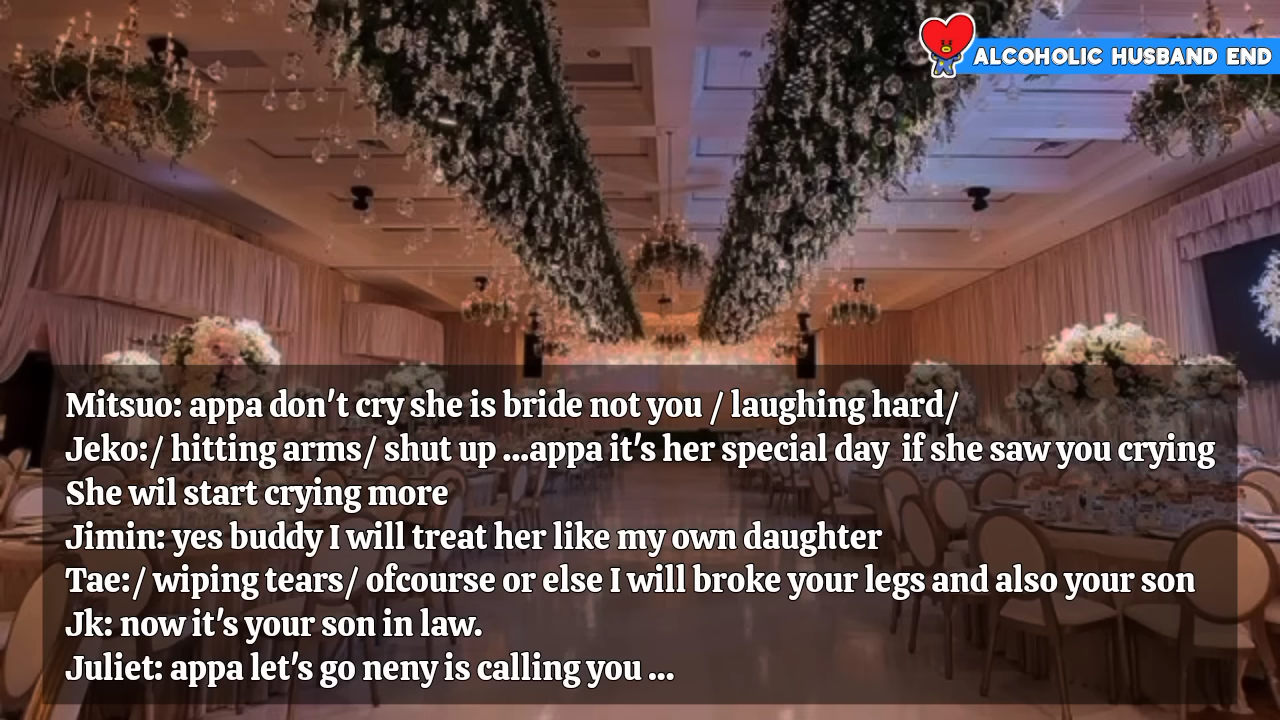 ALCOHOLIC HUSBAND END
Mitsuo: appa don't cry she is bride not you / laughing hard/
Jeko:/ hitting arms/ shut up ...appa it's her special day  if she saw you crying
She wil start crying more
Jimin: yes buddy I will treat her like my own daughter
Tae:/ wiping tears/ ofcourse or else I will broke your legs and also your son
Jk: now it's your son in law.
Juliet: appa let's go neny is calling you ...